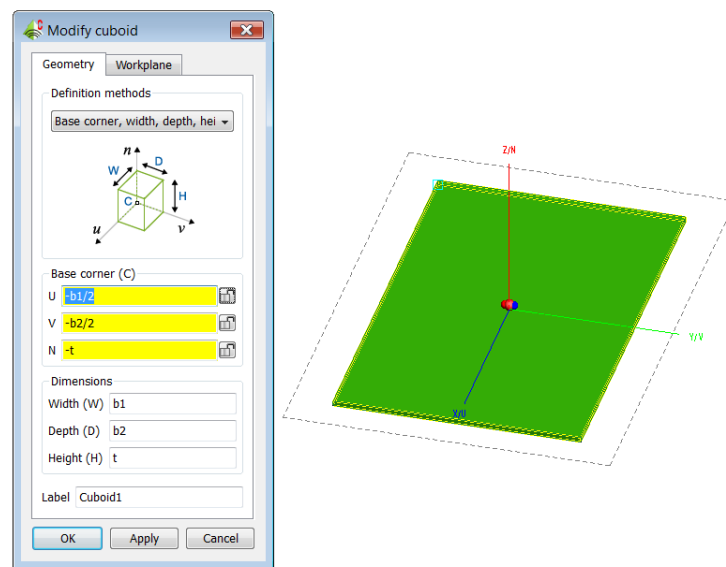 Modify cuboid
Geometry
Workplane
Definition methods
Base corner, width, depth, hei
n
W
D
C
H
u
v
Base corner (C)
U -b1/2
V -b2/2
N -t
Dimensions
Width (W) b1
Depth (D) b2
Height (H) t
Label Cuboid1
OK
Apply
Cancel
Z/N
Y/V
X/U